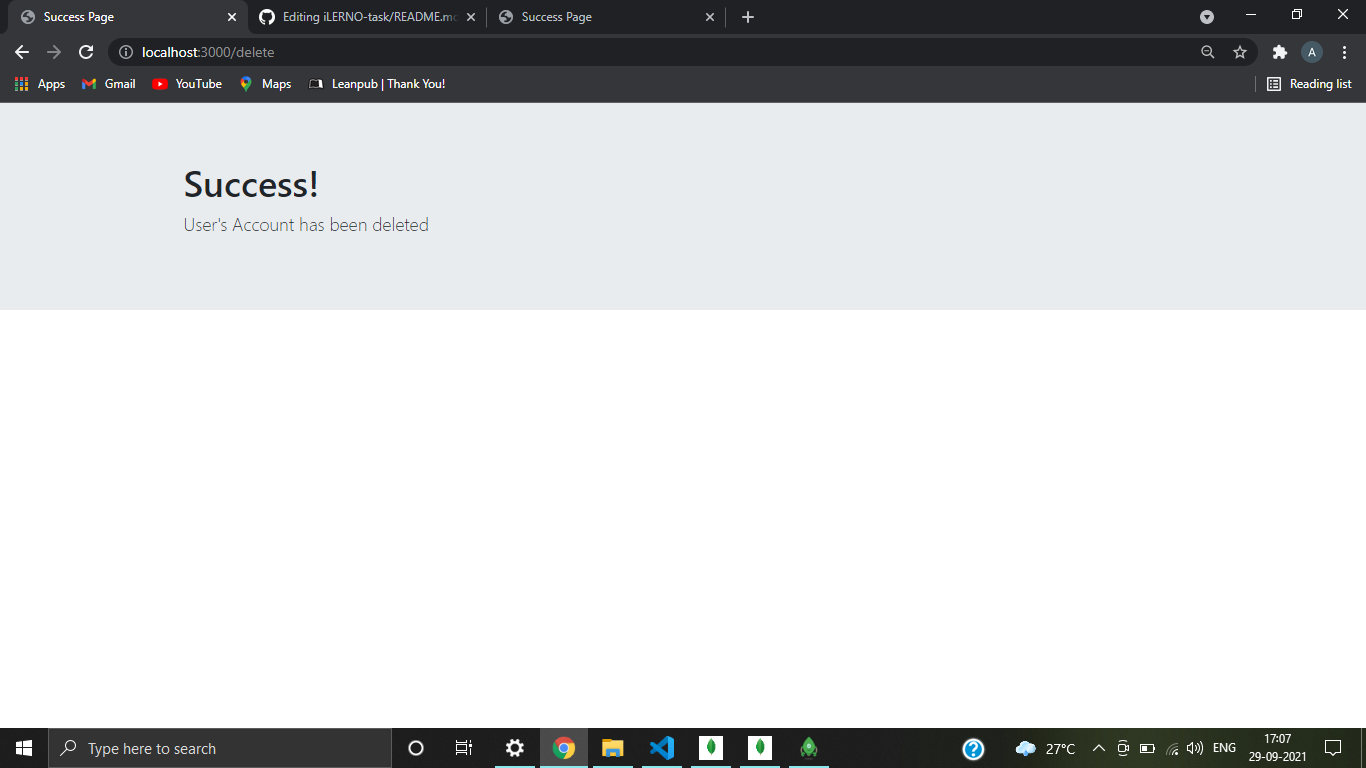 Success Page
Editing iLERNO-task/README.mc
Success Page
localhost:3000/delete
A
Apps
Gmail
YouTube
Maps
Leanpub | Thank You!
Reading list
Success!
User's Account has been deleted
Type here to search
27°C
ENG
17:07
29-09-2021